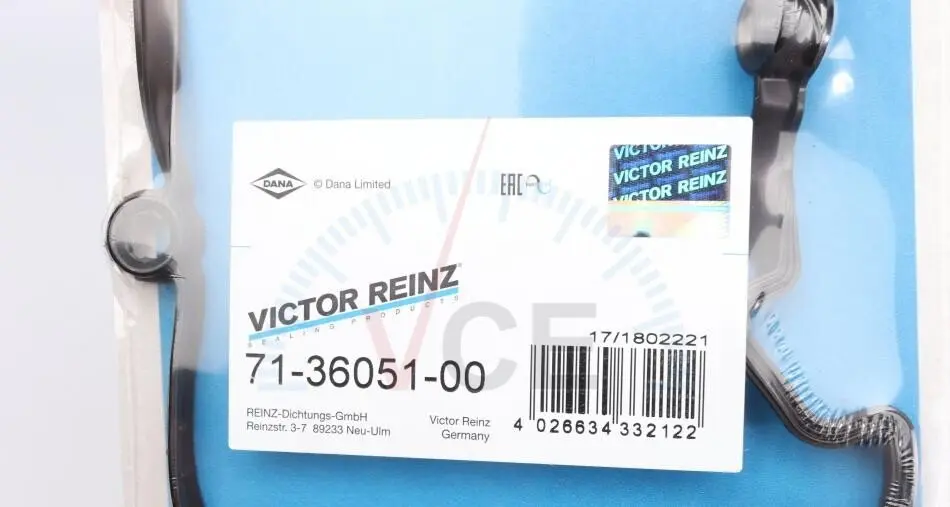 DANA
© Dana Limited
EAC
VICTOR REINZ
VICTOR REINZ
VICTOR REINZ
VICTOR REINZ
SEALING PRODUCTS
VCE
71-36051-00
17/1802221
REINZ-Dichtungs-GmbH
Reinzstr. 3-7 89233 Neu-Ulm
Victor Reinz
Germany
4 026634 332122